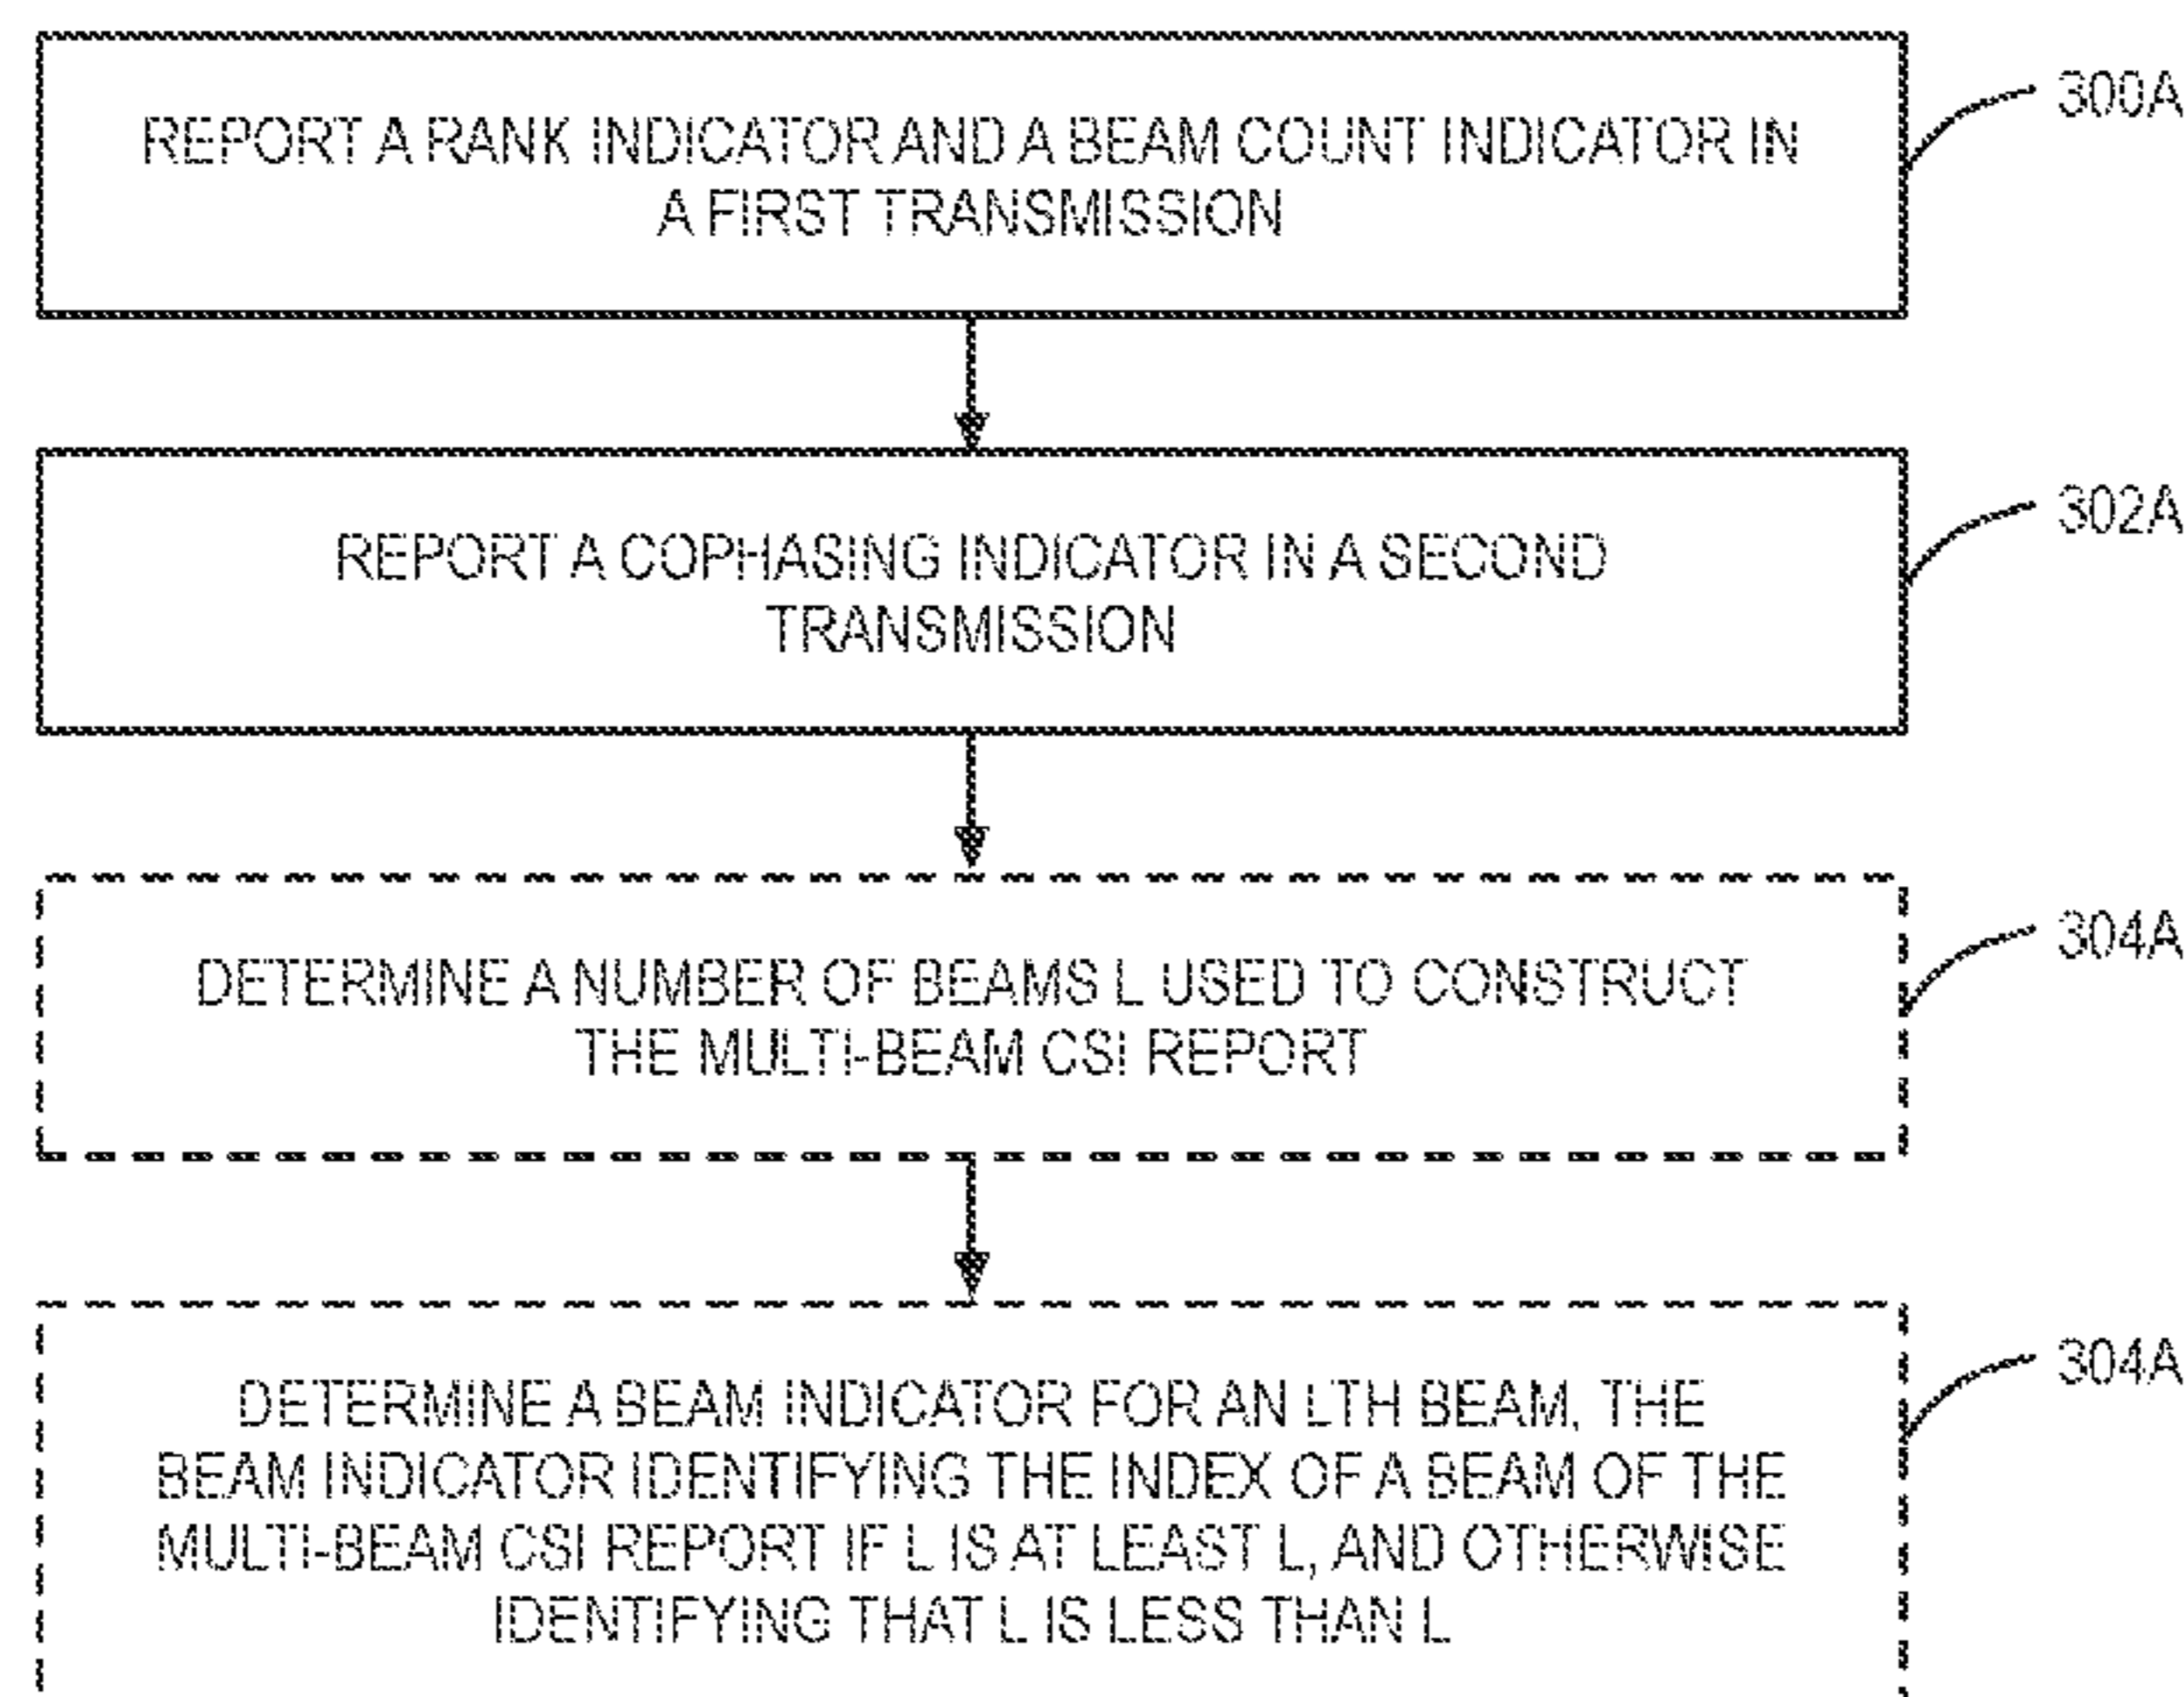 REPORT A RANK INDICATOR AND A BEAM COUNT INDICATOR IN
A FIRST TRANSMISSION
300A
REPORT A COPHASING INDICATOR IN A SECOND
TRANSMISSION
302A
DETERMINE A NUMBER OF BEAMS L USED TO CONSTRUCT
THE MULTI-BEAM CSI REPORT
304A
DETERMINE A BEAM INDICATOR FOR AN LTH BEAM, THE
BEAM INDICATOR IDENTIFYING THE INDEX OF A BEAM OF THE
MULTI-BEAM CSI REPORT IF L IS AT LEAST L, AND OTHERWISE
IDENTIFYING THAT L IS LESS THAN L
304A